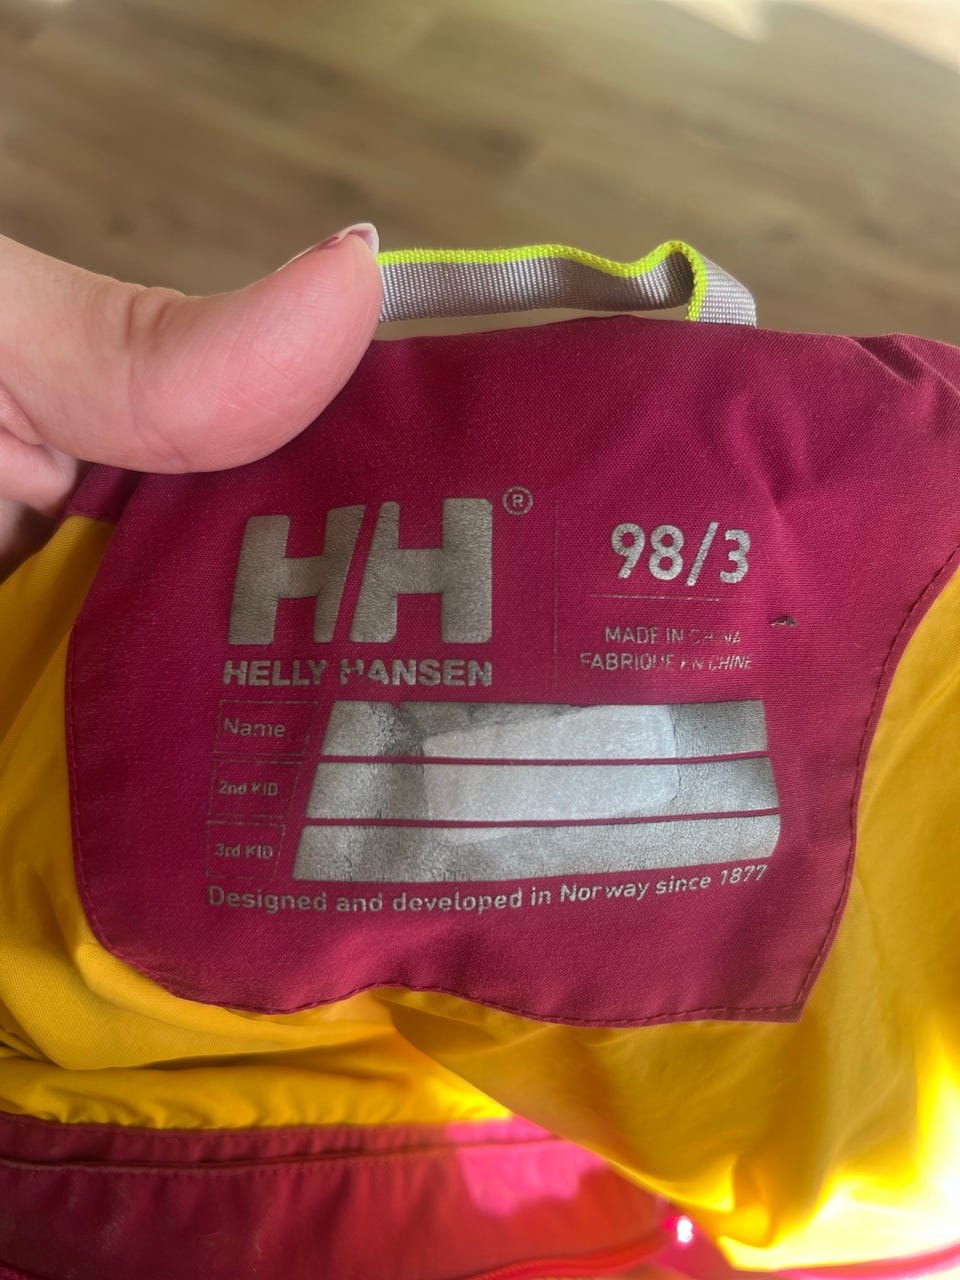 HH®
HELLY HANSEN
98/3
MADE IN CHINA
FABRIQUE EN CHINE
Name
2nd KID
3rd KID
Designed and developed in Norway since 1877